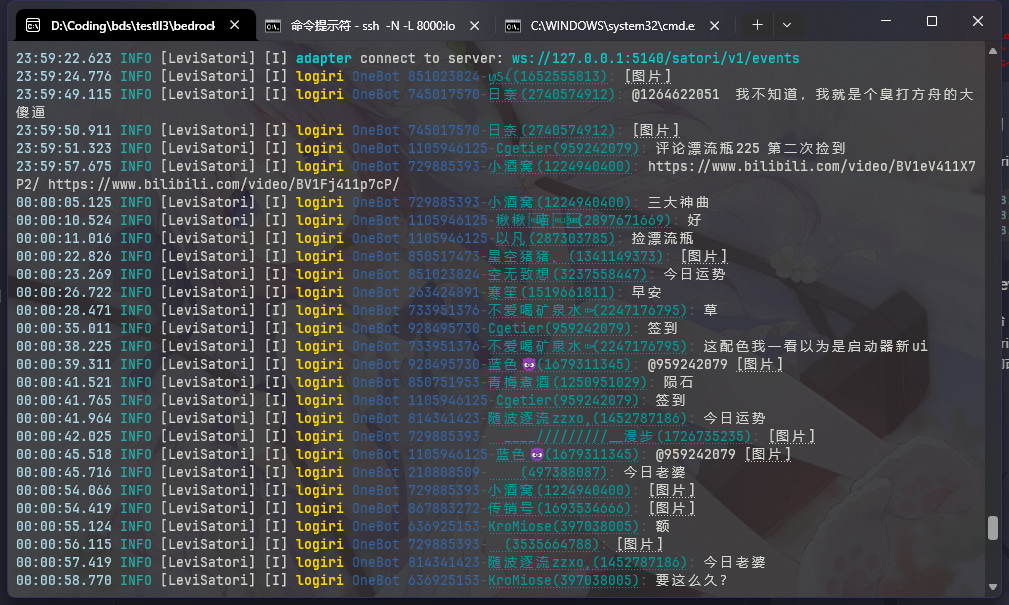 D:\Coding\bds\testll3\bedrod
命令提示符 - ssh -N -L 8000:lo
C:\WINDOWS\system32\cmd.e
23:59:22.623 INFO [LeviSatori] [I] adapter connect to server: ws://127.0.0.1:5140/satori/v1/events
23:59:24.776 INFO [LeviSatori] [I] logiri OneBot 851023824-(1652555813): [图片]
23:59:49.115 INFO [LeviSatori] [I] logiri OneBot 745017570-日奈(2740574912): @1264622051 我不知道, 我就是个臭打方舟的大
傻逼
23:59:50.911 INFO [LeviSatori] [I] logiri OneBot 745017570-日奈(2740574912): [图片]
23:59:51.323 INFO [LeviSatori] [I] logiri OneBot 1105946125-Cgetier(959242079): 评论漂流瓶225 第二次捡到
23:59:57.675 INFO [LeviSatori] [I] logiri OneBot 729885393-小酒窝(1224940400): https://www.bilibili.com/video/BV1eV411X7
P2/ https://www.bilibili.com/video/BV1Fj411p7cP/
00:00:05.125 INFO [LeviSatori] [I] logiri OneBot 729885393-小酒窝(1224940400): 三大神曲
00:00:10.524 INFO [LeviSatori] [I] logiri OneBot 1105946125-楸楸喵(2897671669): 好
00:00:11.016 INFO [LeviSatori] [I] logiri OneBot 1105946125-以凡(287303785): 捡漂流瓶
00:00:22.826 INFO [LeviSatori] [I] logiri OneBot 850517473-星空猪猪、(1341149373): [图片]
00:00:23.269 INFO [LeviSatori] [I] logiri OneBot 851023824-空无致想(3237558447): 今日运势
00:00:26.722 INFO [LeviSatori] [I] logiri OneBot 263424891-寒笙(1519661811): 早安
00:00:28.471 INFO [LeviSatori] [I] logiri OneBot 733951376-不爱喝矿泉水(2247176795): 草
00:00:35.011 INFO [LeviSatori] [I] logiri OneBot 928495730-Cgetier(959242079): 签到
00:00:38.225 INFO [LeviSatori] [I] logiri OneBot 733951376-不爱喝矿泉水(2247176795): 这配色我一看以为是启动器新ui
00:00:39.311 INFO [LeviSatori] [I] logiri OneBot 928495730-蓝色😈(1679311345): @959242079 [图片]
00:00:41.521 INFO [LeviSatori] [I] logiri OneBot 850751953-青梅煮酒(1250951029): 陨石
00:00:41.765 INFO [LeviSatori] [I] logiri OneBot 1105946125-Cgetier(959242079): 签到
00:00:41.964 INFO [LeviSatori] [I] logiri OneBot 814341423-随波逐流zzxo,(1452787186): 今日运势
00:00:42.025 INFO [LeviSatori] [I] logiri OneBot 729885393-____/////////__漫步(1726735235): [图片]
00:00:45.518 INFO [LeviSatori] [I] logiri OneBot 1105946125-蓝色😈(1679311345): @959242079 [图片]
00:00:45.716 INFO [LeviSatori] [I] logiri OneBot 210808509-(497388087): 今日老婆
00:00:54.066 INFO [LeviSatori] [I] logiri OneBot 729885393-小酒窝(1224940400): [图片]
00:00:54.419 INFO [LeviSatori] [I] logiri OneBot 867883272-传销号(1693534666): [图片]
00:00:55.124 INFO [LeviSatori] [I] logiri OneBot 636925153-KroMiose(397038005): 额
00:00:56.115 INFO [LeviSatori] [I] logiri OneBot 729885393-(3535664788): [图片]
00:00:57.419 INFO [LeviSatori] [I] logiri OneBot 814341423-随波逐流zzxo,(1452787186): 今日老婆
00:00:58.770 INFO [LeviSatori] [I] logiri OneBot 636925153-KroMiose(397038005): 要这么久?